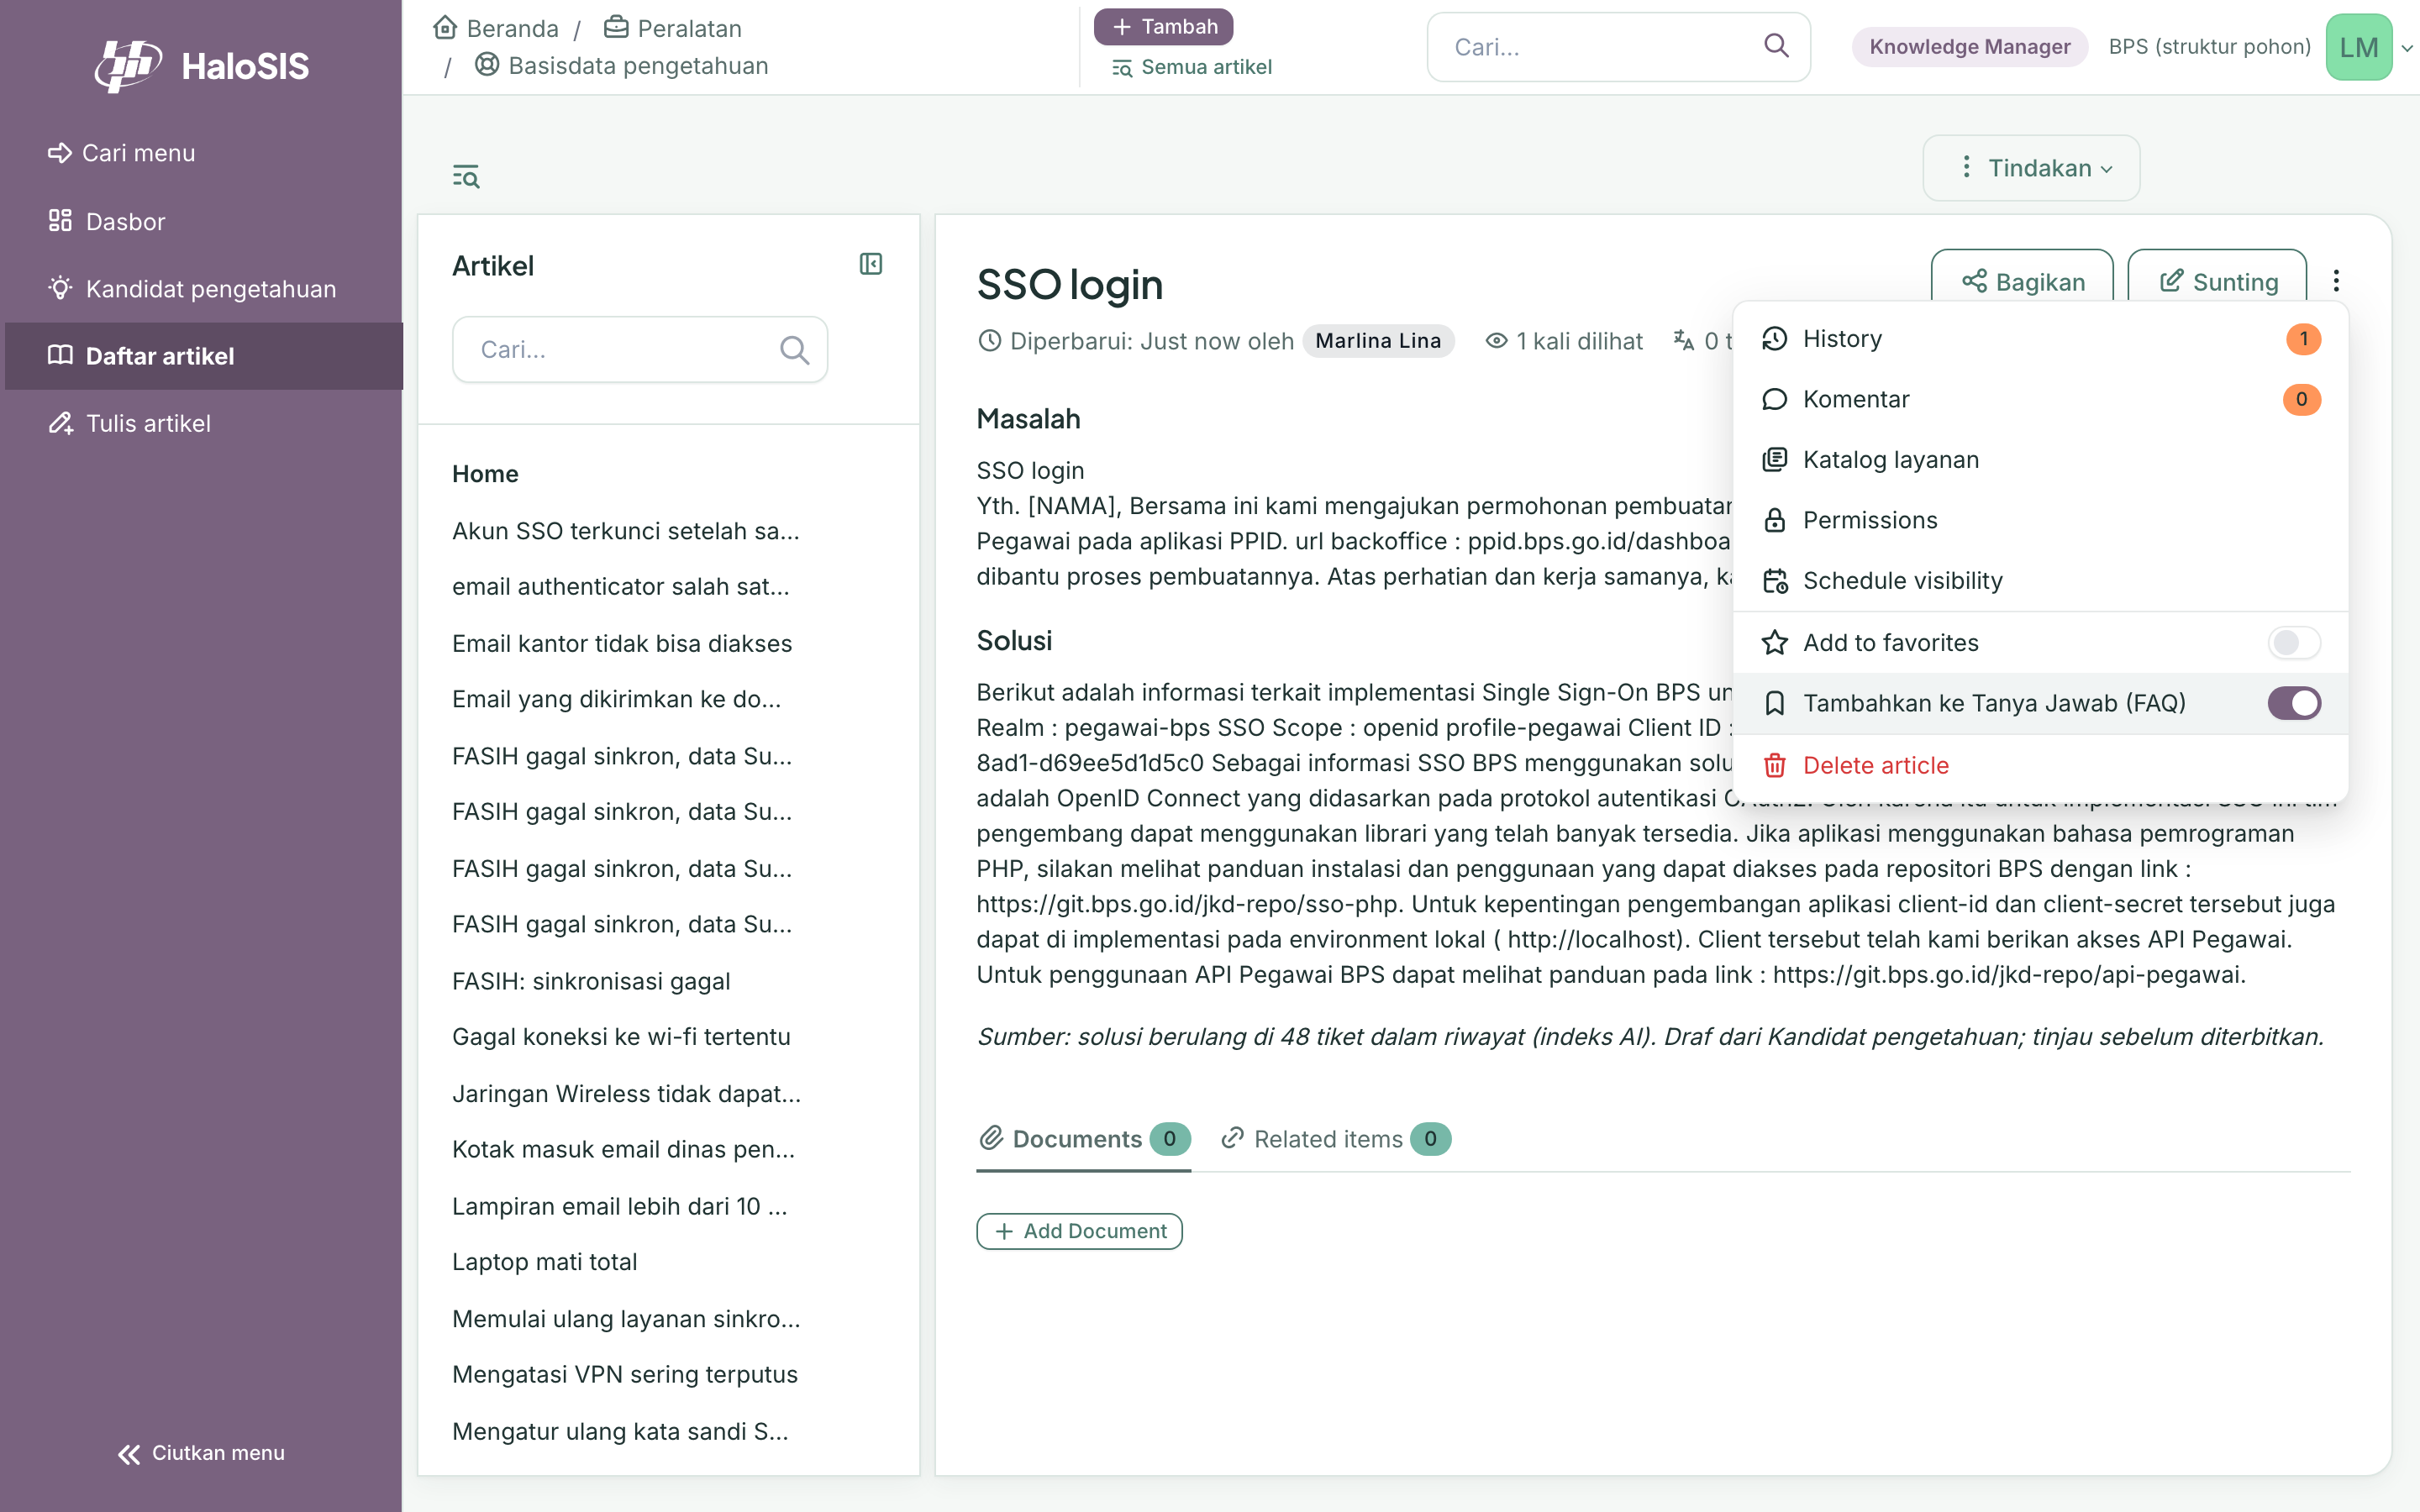 HaloSIS
Cari menu
Dasbor
Kandidat pengetahuan
Daftar artikel
Tulis artikel
Ciutkan menu
Beranda / Peralatan
/ Basisdata pengetahuan
+ Tambah
Semua artikel
Cari...
Knowledge Manager
BPS (struktur pohon)
LM
Tindakan
Artikel
Cari...
Home
Akun SSO terkunci setelah sa...
email authenticator salah sat...
Email kantor tidak bisa diakses
Email yang dikirimkan ke do...
FASIH gagal sinkron, data Su...
FASIH gagal sinkron, data Su...
FASIH gagal sinkron, data Su...
FASIH gagal sinkron, data Su...
FASIH: sinkronisasi gagal
Gagal koneksi ke wi-fi tertentu
Jaringan Wireless tidak dapat...
Kotak masuk email dinas pen...
Lampiran email lebih dari 10 ...
Laptop mati total
Memulai ulang layanan sinkro...
Mengatasi VPN sering terputus
Mengatur ulang kata sandi S...
SSO login
Bagikan
Sunting
Diperbarui: Just now oleh Marlina Lina 1 kali dilihat 0 t
Masalah
SSO login
Yth. [NAMA], Bersama ini kami mengajukan permohonan pembuatan
Pegawai pada aplikasi PPID. url backoffice : ppid.bps.go.id/dashboa
dibantu proses pembuatannya. Atas perhatian dan kerja samanya, ka
Solusi
Berikut adalah informasi terkait implementasi Single Sign-On BPS un
Realm : pegawai-bps SSO Scope : openid profile-pegawai Client ID :
8ad1-d69ee5d1d5c0 Sebagai informasi SSO BPS menggunakan solu
adalah OpenID Connect yang didasarkan pada protokol autentikasi
pengembang dapat menggunakan librari yang telah banyak tersedia. Jika aplikasi menggunakan bahasa pemrograman
PHP, silakan melihat panduan instalasi dan penggunaan yang dapat diakses pada repositori BPS dengan link :
https://git.bps.go.id/jkd-repo/sso-php. Untuk kepentingan pengembangan aplikasi client-id dan client-secret tersebut juga
dapat di implementasi pada environment lokal ( http://localhost). Client tersebut telah kami berikan akses API Pegawai.
Untuk penggunaan API Pegawai BPS dapat melihat panduan pada link : https://git.bps.go.id/jkd-repo/api-pegawai.
Sumber: solusi berulang di 48 tiket dalam riwayat (indeks AI). Draf dari Kandidat pengetahuan; tinjau sebelum diterbitkan.
Documents 0 Related items 0
+ Add Document
History 1
Komentar 0
Katalog layanan
Permissions
Schedule visibility
Add to favorites
Tambahkan ke Tanya Jawab (FAQ)
Delete article